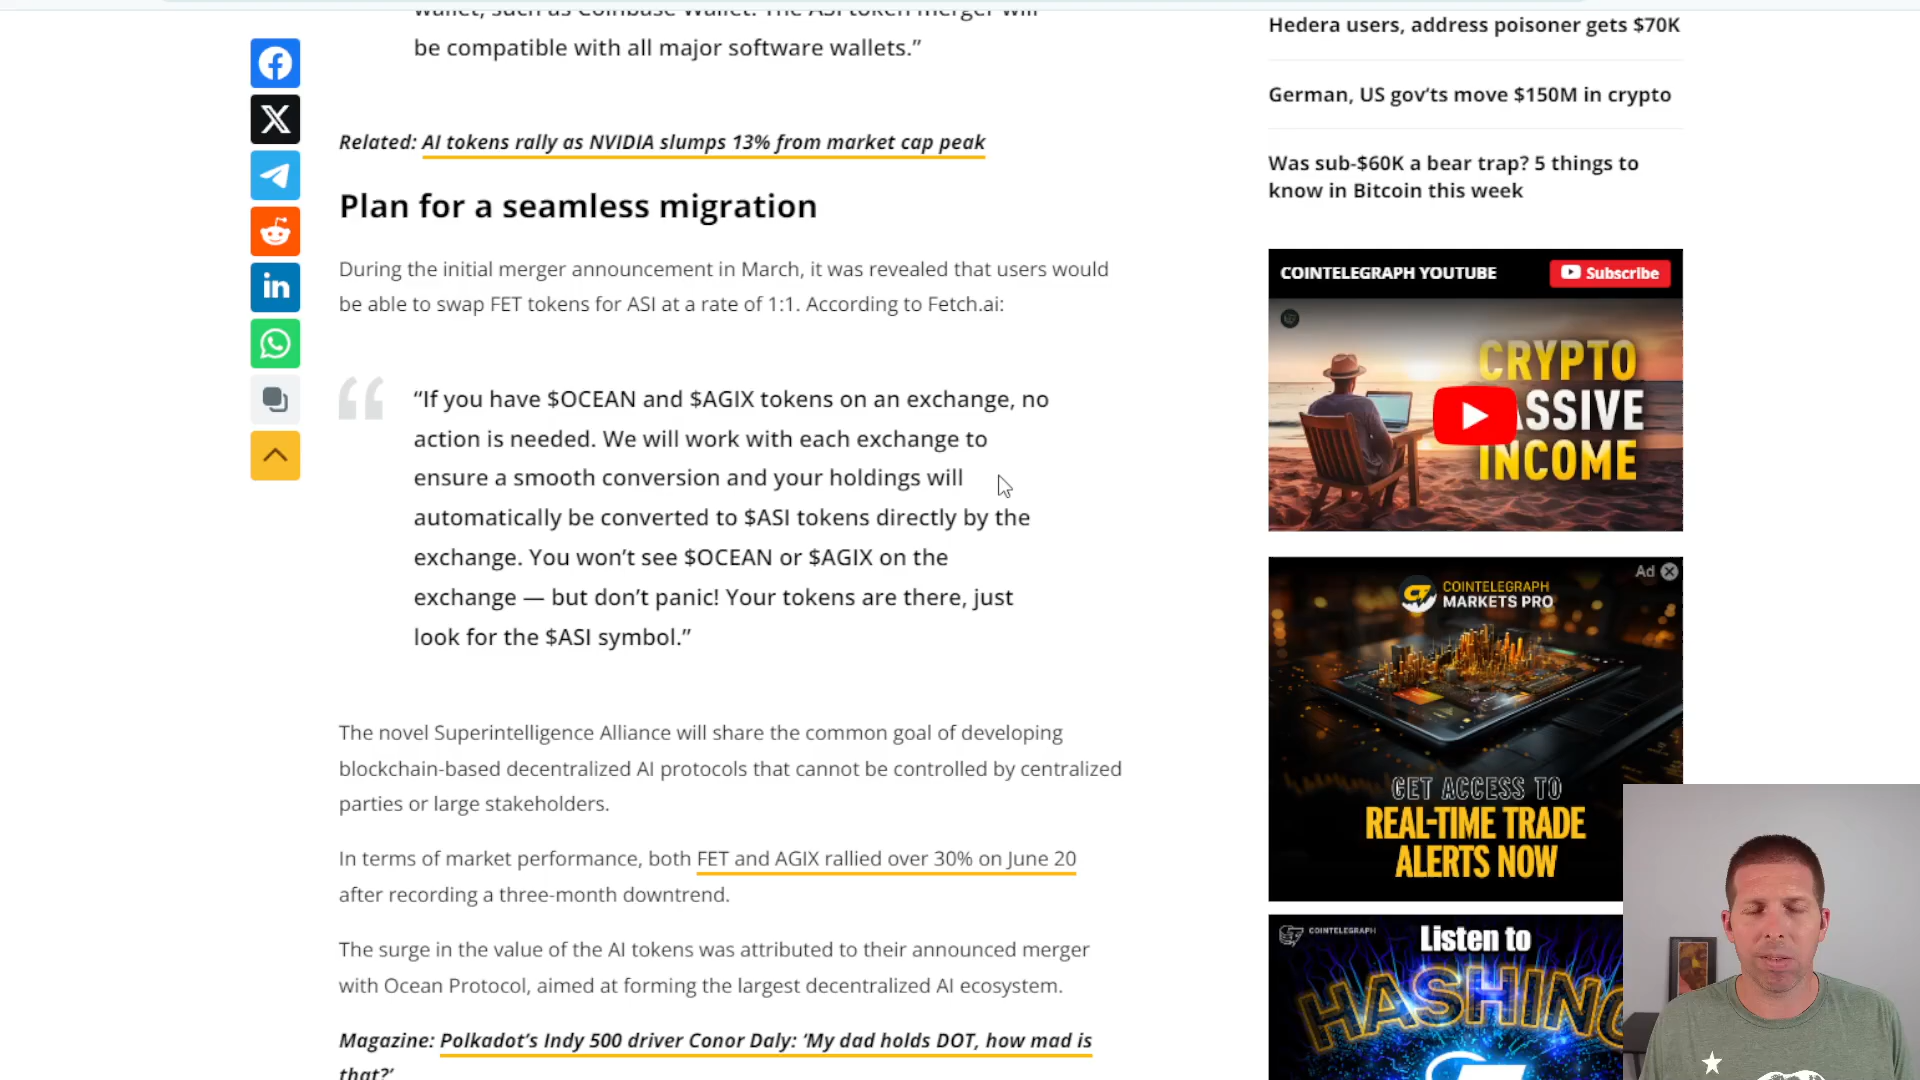 wallet, such as Coinbase Wallet. The ASI token merger will
be compatible with all major software wallets.”
Related: AI tokens rally as NVIDIA slumps 13% from market cap peak
Plan for a seamless migration
During the initial merger announcement in March, it was revealed that users would
be able to swap FET tokens for ASI at a rate of 1:1. According to Fetch.ai:
“If you have $OCEAN and $AGIX tokens on an exchange, no
action is needed. We will work with each exchange to
ensure a smooth conversion and your holdings will
automatically be converted to $ASI tokens directly by the
exchange. You won’t see $OCEAN or $AGIX on the
exchange — but don’t panic! Your tokens are there, just
look for the $ASI symbol.”
The novel Superintelligence Alliance will share the common goal of developing
blockchain-based decentralized AI protocols that cannot be controlled by centralized
parties or large stakeholders.
In terms of market performance, both FET and AGIX rallied over 30% on June 20
after recording a three-month downtrend.
The surge in the value of the AI tokens was attributed to their announced merger
with Ocean Protocol, aimed at forming the largest decentralized AI ecosystem.
Magazine: Polkadot’s Indy 500 driver Conor Daly: ‘My dad holds DOT, how mad is
that?’
Hedera users, address poisoner gets $70K
German, US gov’ts move $150M in crypto
Was sub-$60K a bear trap? 5 things to
know in Bitcoin this week
COINTELEGRAPH YOUTUBE
Subscribe
CRYPTO
ASSIVE
INCOME
Ad
COINTELEGRAPH
MARKETS PRO
GET ACCESS TO
REAL-TIME TRADE
ALERTS NOW
COINTELEGRAPH
Listen to
HASHING